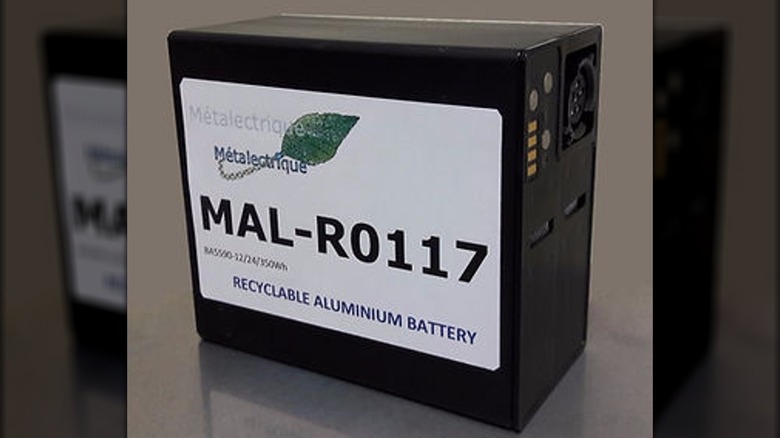 Métalectrique
Métalectrique
MAL-R0117
BA5590-12/24/350Wh
RECYCLABLE ALUMINIUM BATTERY